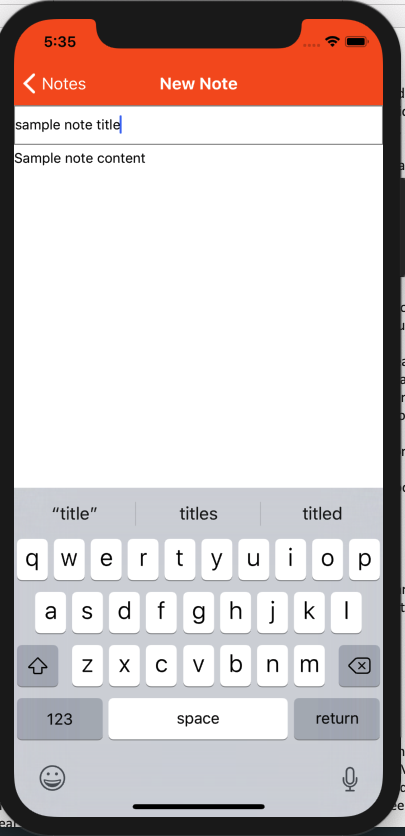 5:35
Notes New Note
sample note title
Sample note content
“title” titles titled
q w e r t y u i o p
a s d f g h j k l
z x c v b n m
123 space return